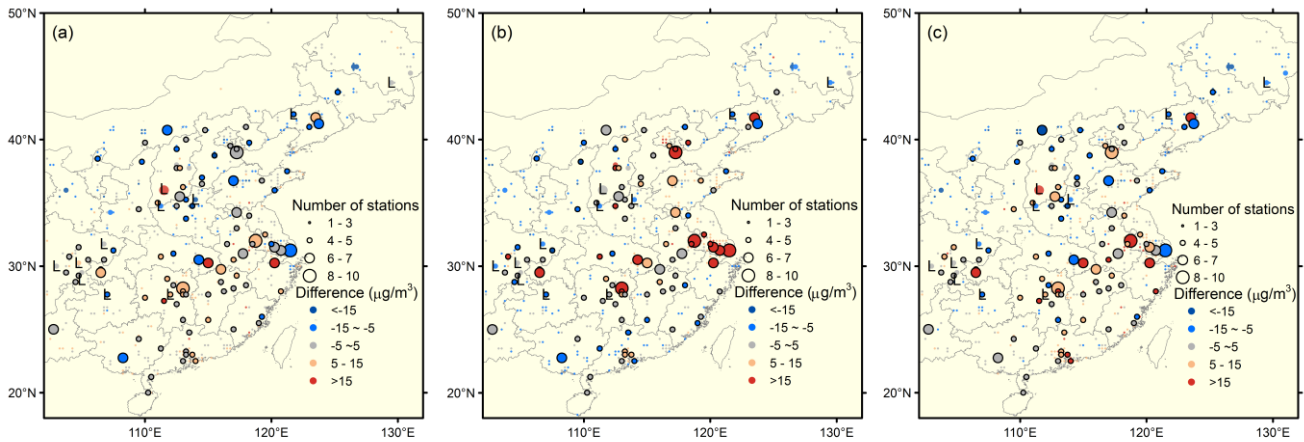 (a)
50°N
40°N
30°N
20°N
110°E 120°E 130°E
L
L
L
L
L
L
L
L
L
L
Number of stations
1 - 3
4 - 5
6 - 7
8 - 10
Difference (μg/m³)
<-15
-15 ~ -5
-5 ~5
5 - 15
>15
(b)
50°N
40°N
30°N
20°N
110°E 120°E 130°E
L
L
L
L
L
L
L
L
L
L
Number of stations
1 - 3
4 - 5
6 - 7
8 - 10
Difference (μg/m³)
<-15
-15 ~ -5
-5 ~5
5 - 15
>15
(c)
50°N
40°N
30°N
20°N
110°E 120°E 130°E
L
L
L
L
L
L
L
L
L
L
Number of stations
1 - 3
4 - 5
6 - 7
8 - 10
Difference (μg/m³)
<-15
-15 ~ -5
-5 ~5
5 - 15
>15